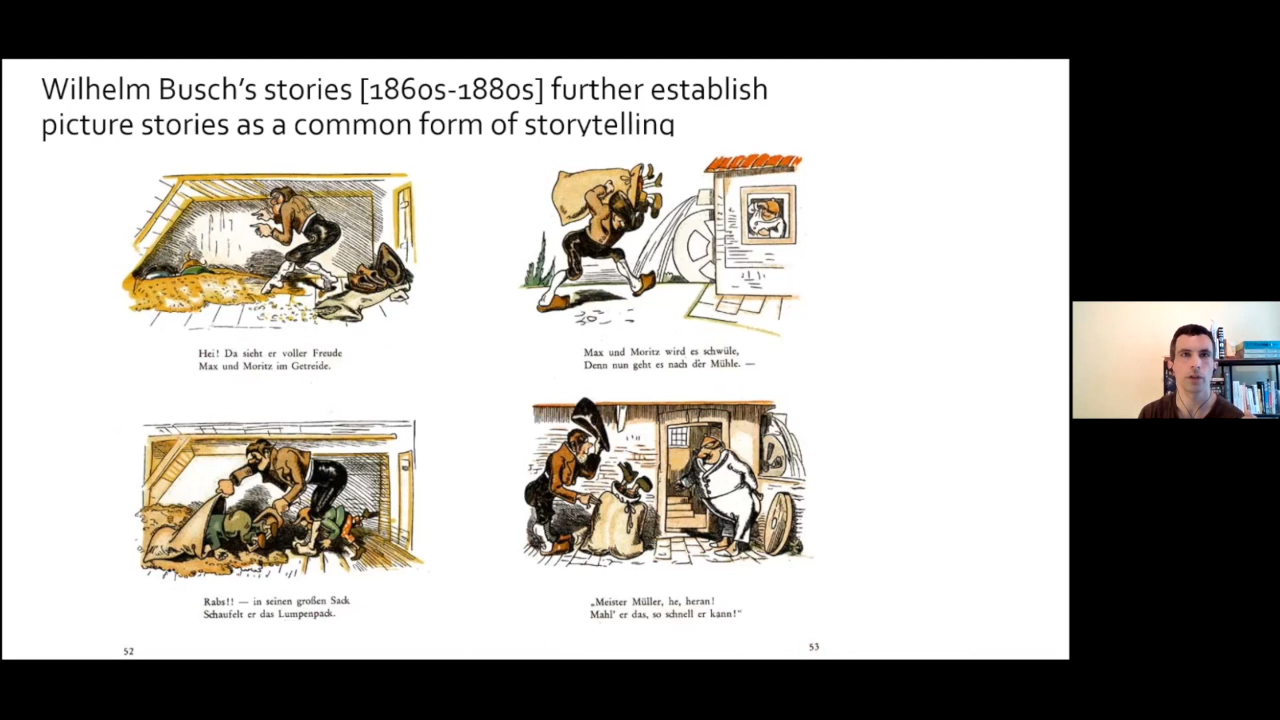 Wilhelm Busch's stories [1860s-1880s] further establish
picture stories as a common form of storytelling
Hei! Da sieht er voller Freude
Max und Moritz im Getreide.
Rabs!! — in seinen großen Sack
Schaufelt er das Lumpenpack.
52
Max und Moritz wird es schwüle,
Denn nun geht es nach der Mühle. —
„Meister Müller, he, heran!
Mahl' er das, so schnell er kann!“
53